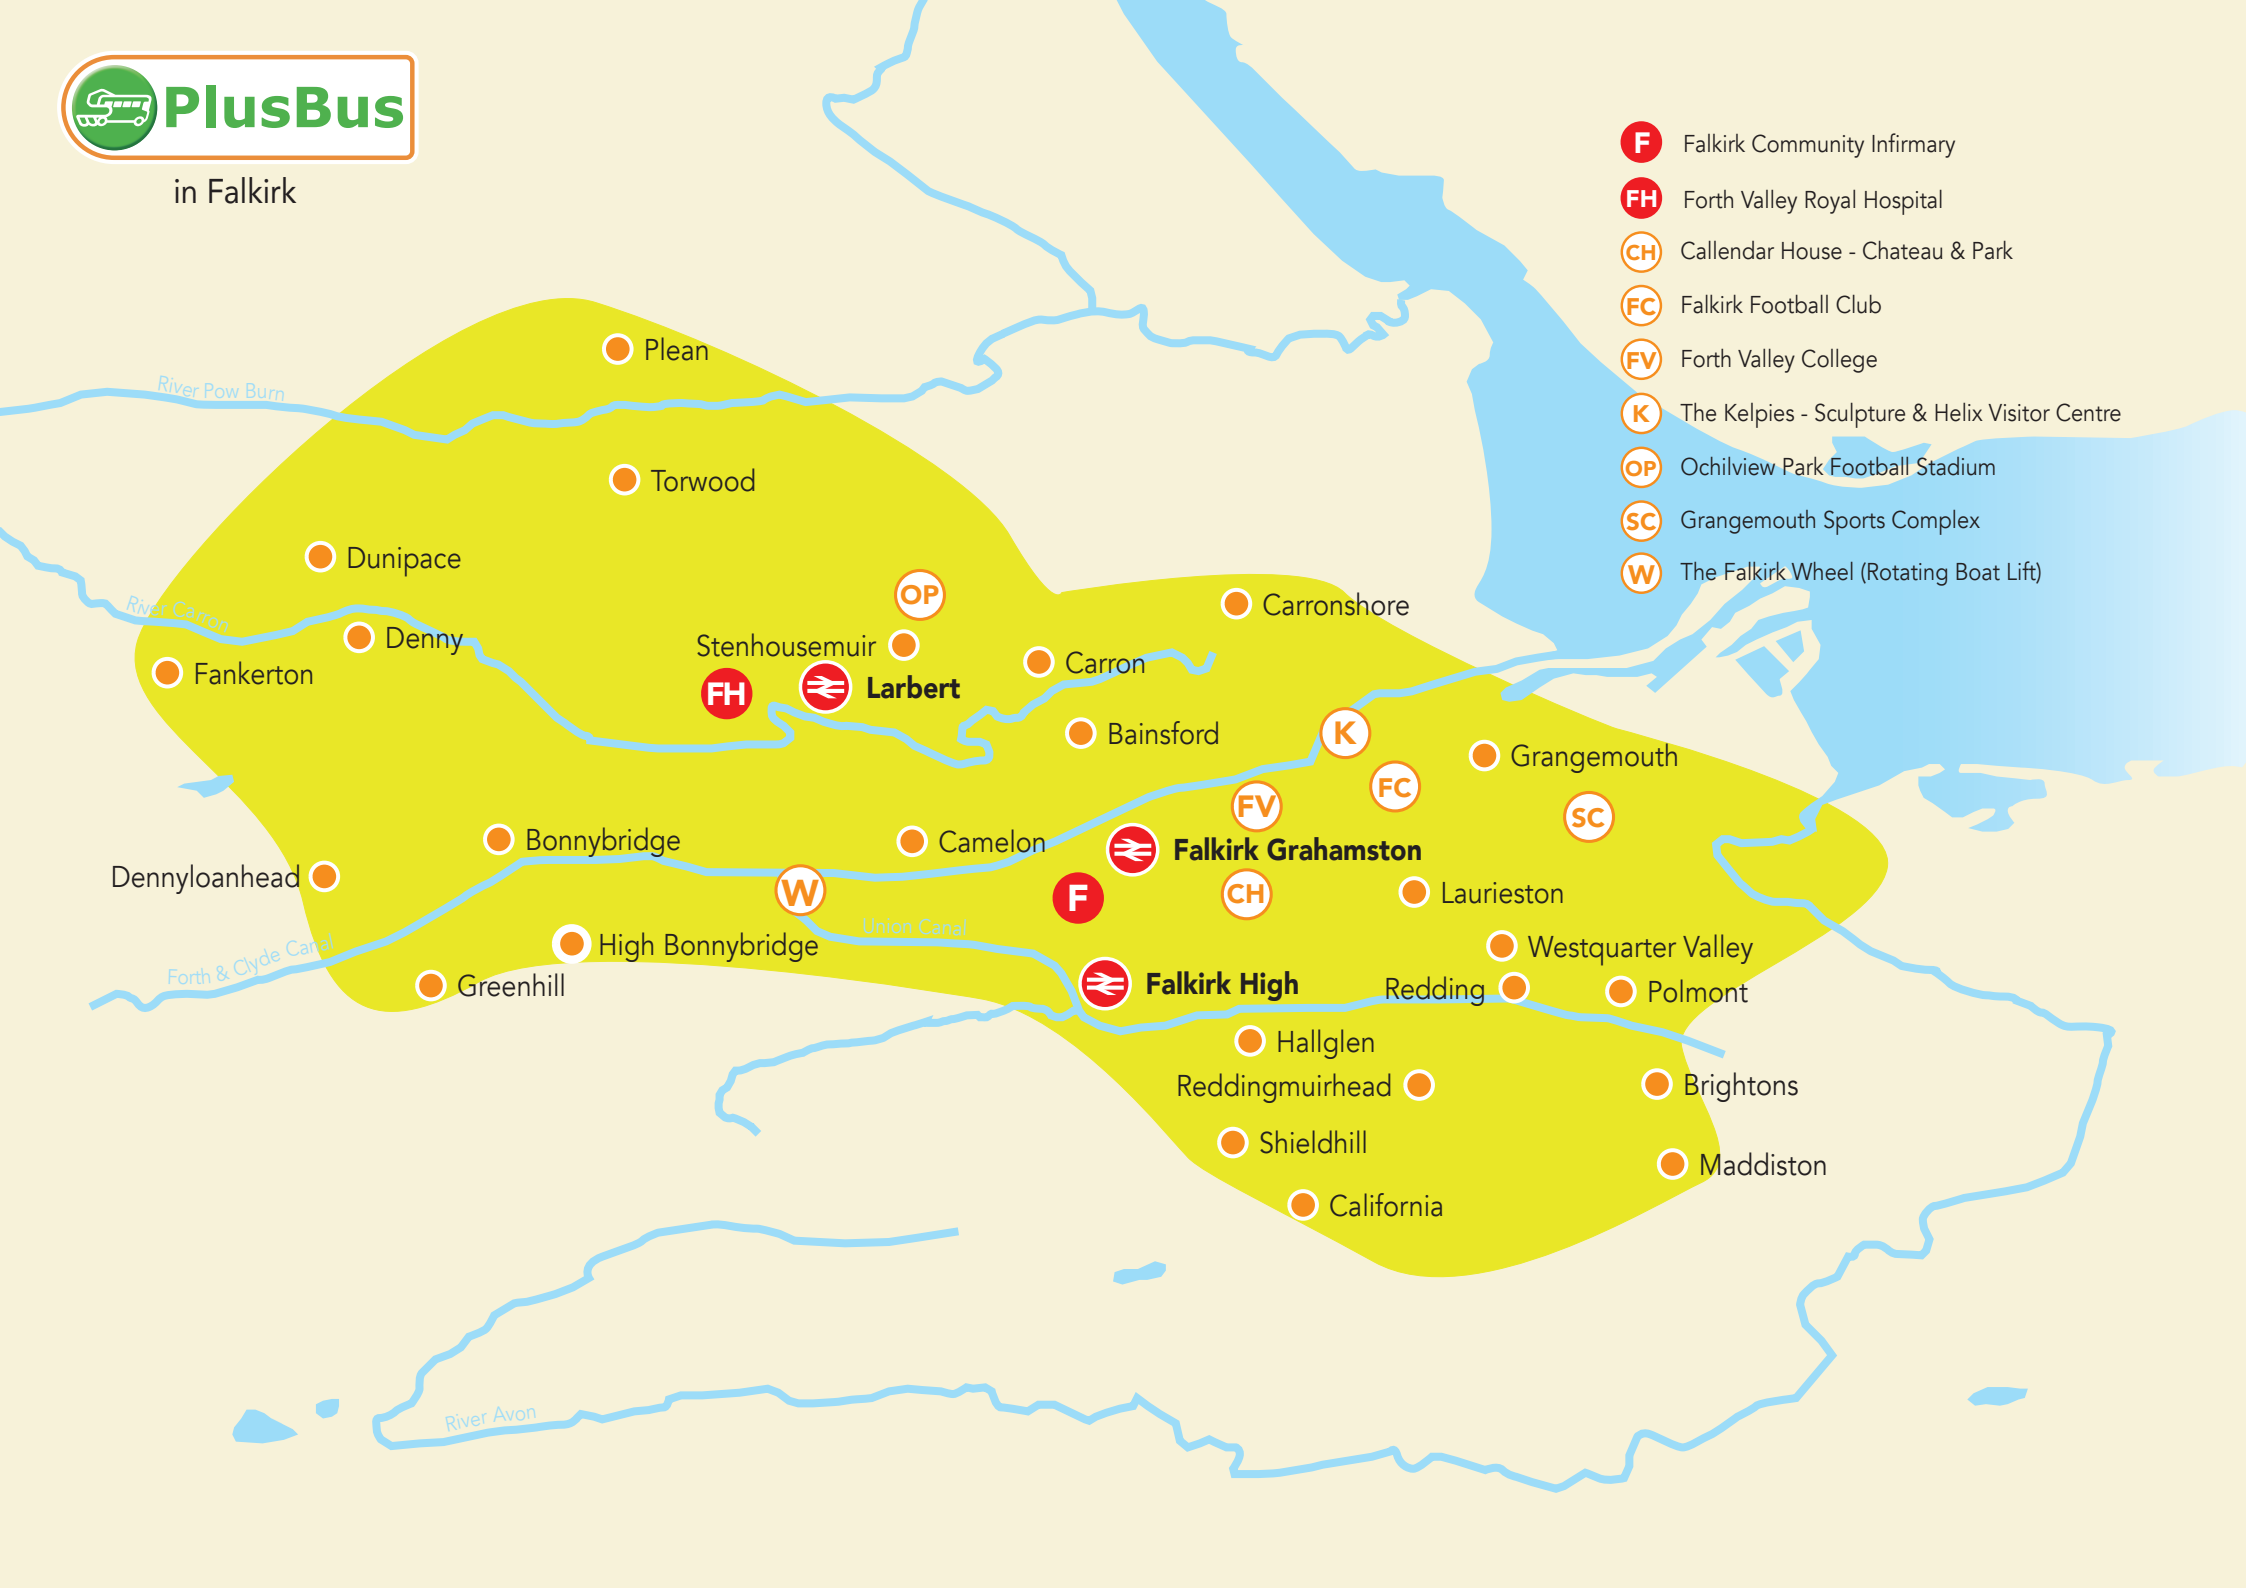 PlusBus
in Falkirk
F Falkirk Community Infirmary
FH Forth Valley Royal Hospital
CH Callendar House - Chateau & Park
FC Falkirk Football Club
FV Forth Valley College
K The Kelpies - Sculpture & Helix Visitor Centre
OP Ochilview Park Football Stadium
SC Grangemouth Sports Complex
W The Falkirk Wheel (Rotating Boat Lift)
Plean
River Pow Burn
Torwood
Dunipace
OP
River Carron
Carronshore
Denny
Stenhousemuir
Carron
Fankerton
FH
Larbert
K
Bainsford
Grangemouth
FC
FV
SC
Bonnybridge
Camelon
Falkirk Grahamston
Dennyloanhead
W
F
CH
Laurieston
Union Canal
High Bonnybridge
Westquarter Valley
Forth & Clyde Canal
Greenhill
Falkirk High
Redding
Polmont
Hallglen
Reddingmuirhead
Brightons
Shieldhill
Maddiston
California
River Avon